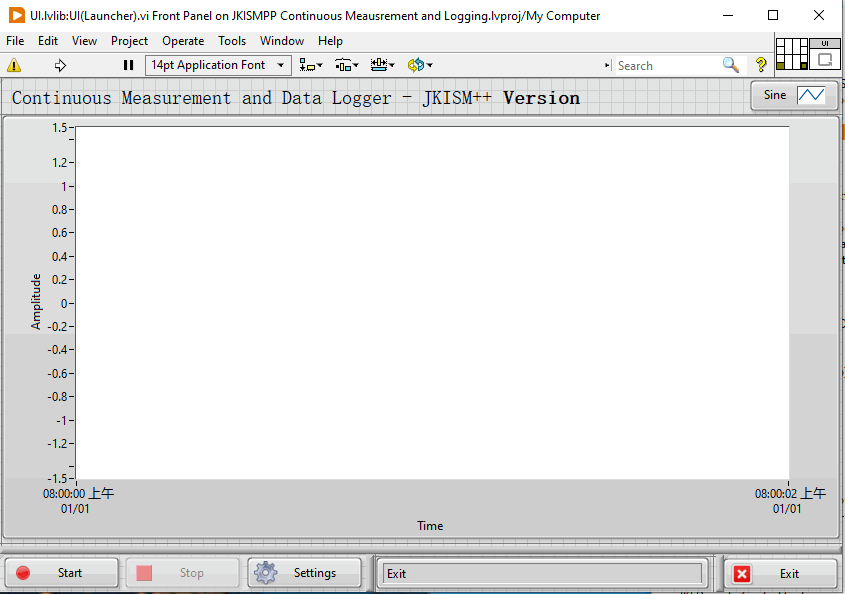 UI.lvlib:UI(Launcher).vi Front Panel on JKISMPP Continuous Meausrement and Logging.lvproj/My Computer
File Edit View Project Operate Tools Window Help
14pt Application Font Search ? UI
Continuous Measurement and Data Logger - JKISM++ Version Sine
1.5
1.2
1
0.8
0.6
0.4
0.2
0
-0.2
-0.4
-0.6
-0.8
-1
-1.2
-1.5
Amplitude
08:00:00 上午 08:00:02 上午
01/01 01/01
Time
Start Stop Settings Exit Exit